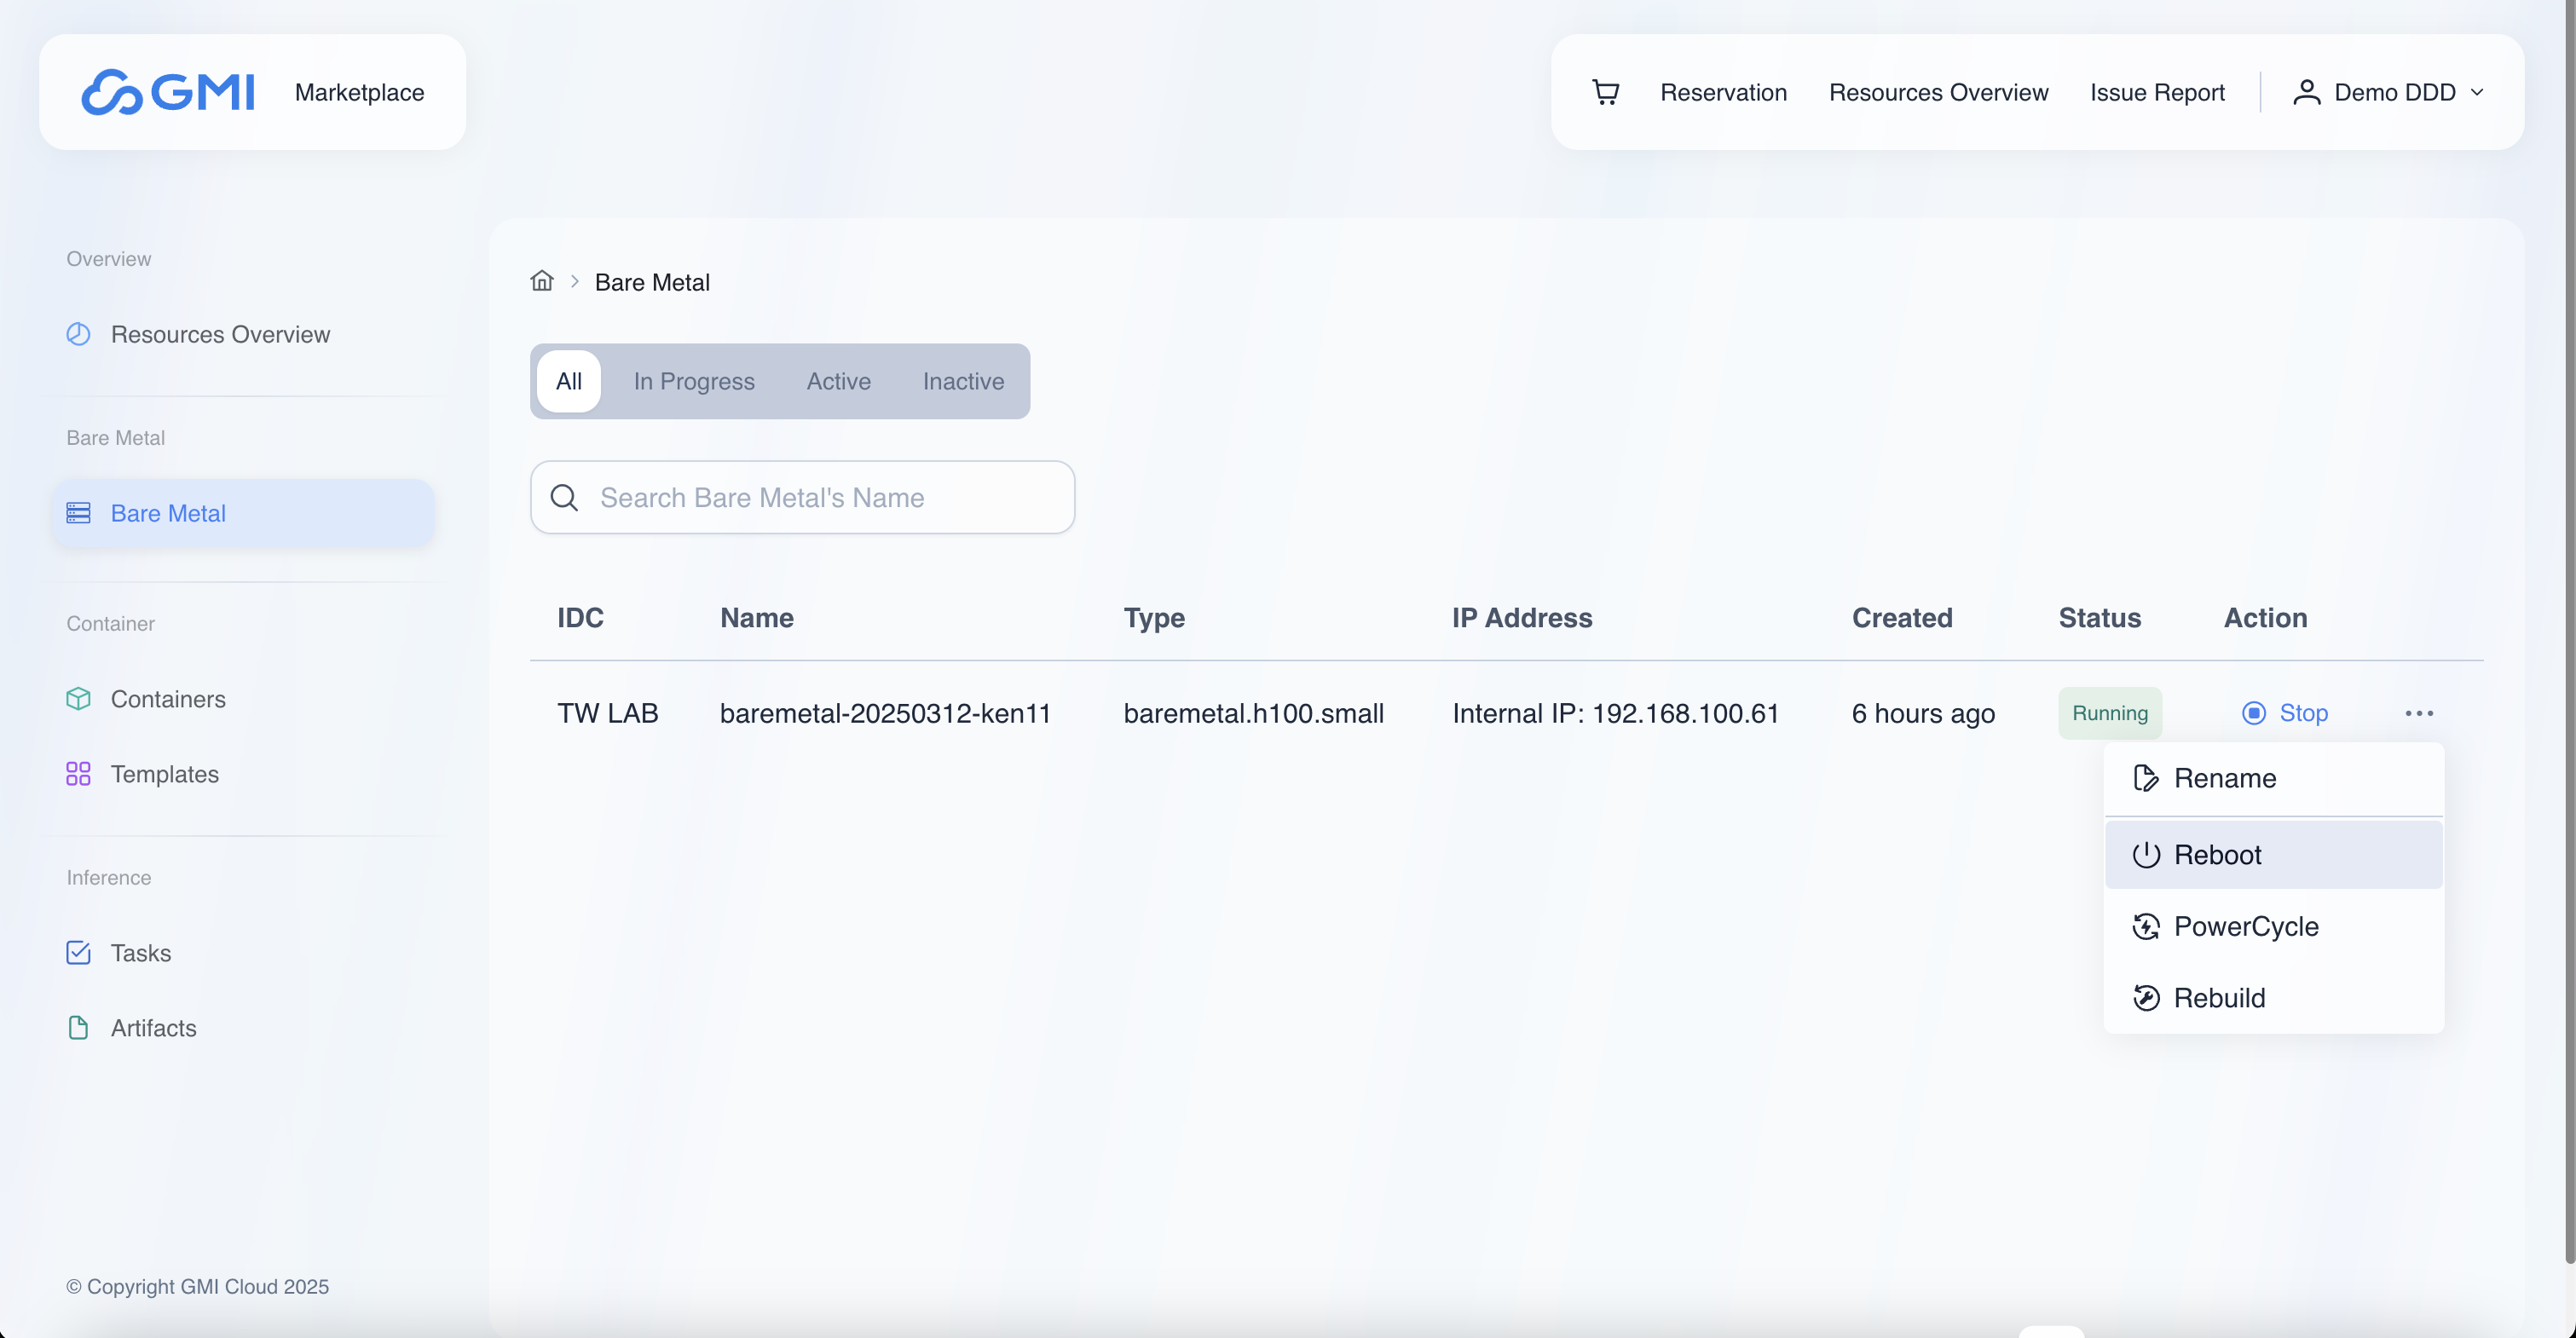 GMI
Marketplace
Reservation
Resources Overview
Issue Report
Demo DDD
Overview
Resources Overview
Bare Metal
Bare Metal
Container
Containers
Templates
Inference
Tasks
Artifacts
© Copyright GMI Cloud 2025
Bare Metal
All In Progress Active Inactive
Search Bare Metal's Name
IDC Name Type IP Address Created Status Action
TW LAB baremetal-20250312-ken11 baremetal.h100.small Internal IP: 192.168.100.61 6 hours ago Running Stop
Rename
Reboot
PowerCycle
Rebuild